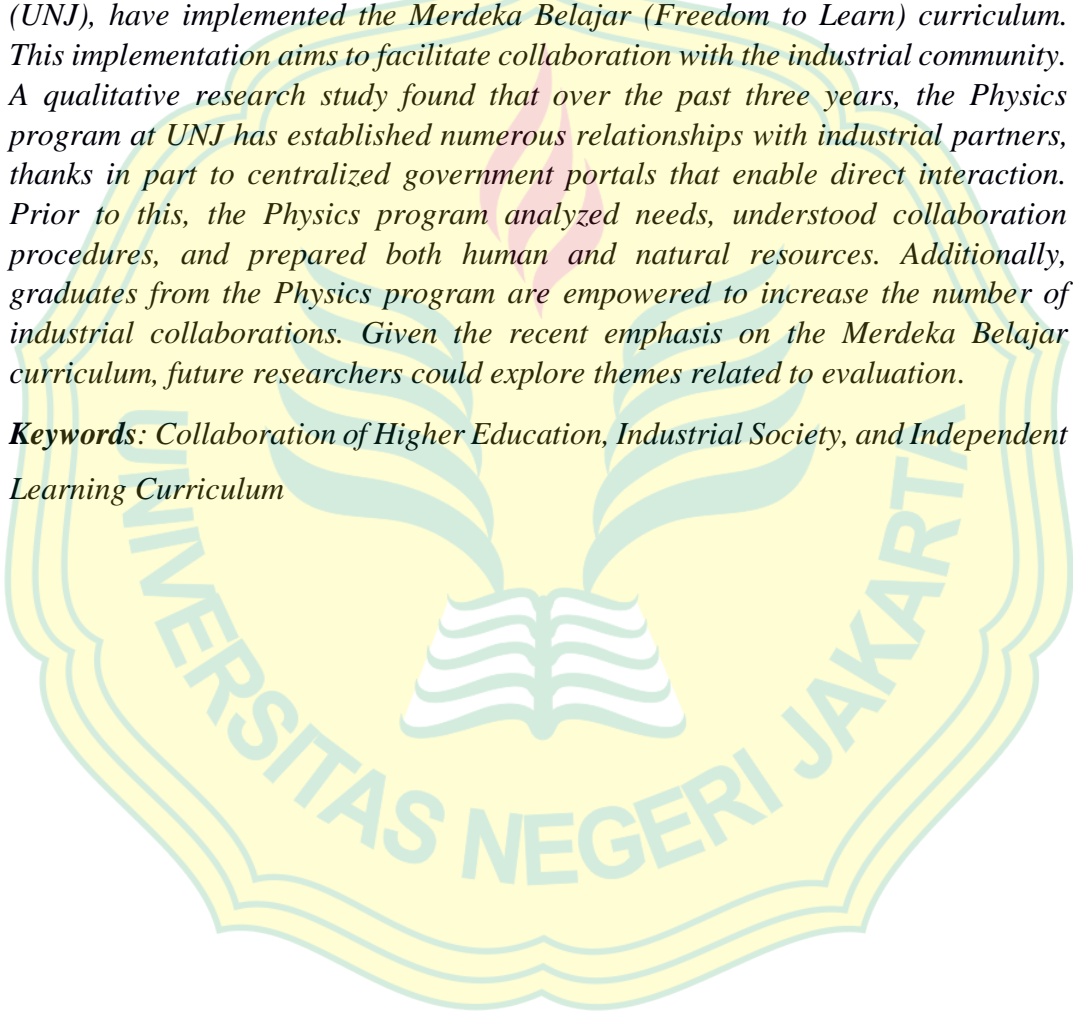 (UNJ), have implemented the Merdeka Belajar (Freedom to Learn) curriculum.
This implementation aims to facilitate collaboration with the industrial community.
A qualitative research study found that over the past three years, the Physics
program at UNJ has established numerous relationships with industrial partners,
thanks in part to centralized government portals that enable direct interaction.
Prior to this, the Physics program analyzed needs, understood collaboration
procedures, and prepared both human and natural resources. Additionally,
graduates from the Physics program are empowered to increase the number of
industrial collaborations. Given the recent emphasis on the Merdeka Belajar
curriculum, future researchers could explore themes related to evaluation.
Keywords: Collaboration of Higher Education, Industrial Society, and Independent
Learning Curriculum
UNIVERSITAS NEGERI JAKARTA